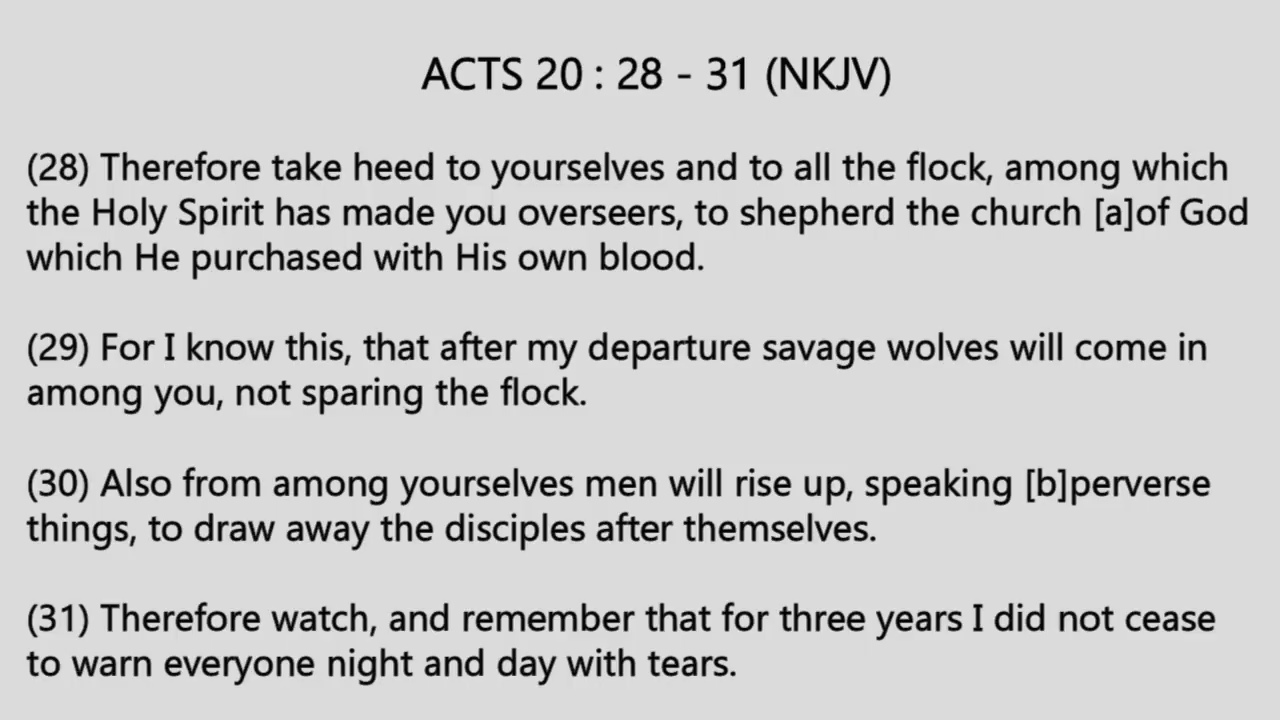 ACTS 20 : 28 - 31 (NKJV)
(28) Therefore take heed to yourselves and to all the flock, among which
the Holy Spirit has made you overseers, to shepherd the church [a]of God
which He purchased with His own blood.
(29) For I know this, that after my departure savage wolves will come in
among you, not sparing the flock.
(30) Also from among yourselves men will rise up, speaking [b]perverse
things, to draw away the disciples after themselves.
(31) Therefore watch, and remember that for three years I did not cease
to warn everyone night and day with tears.